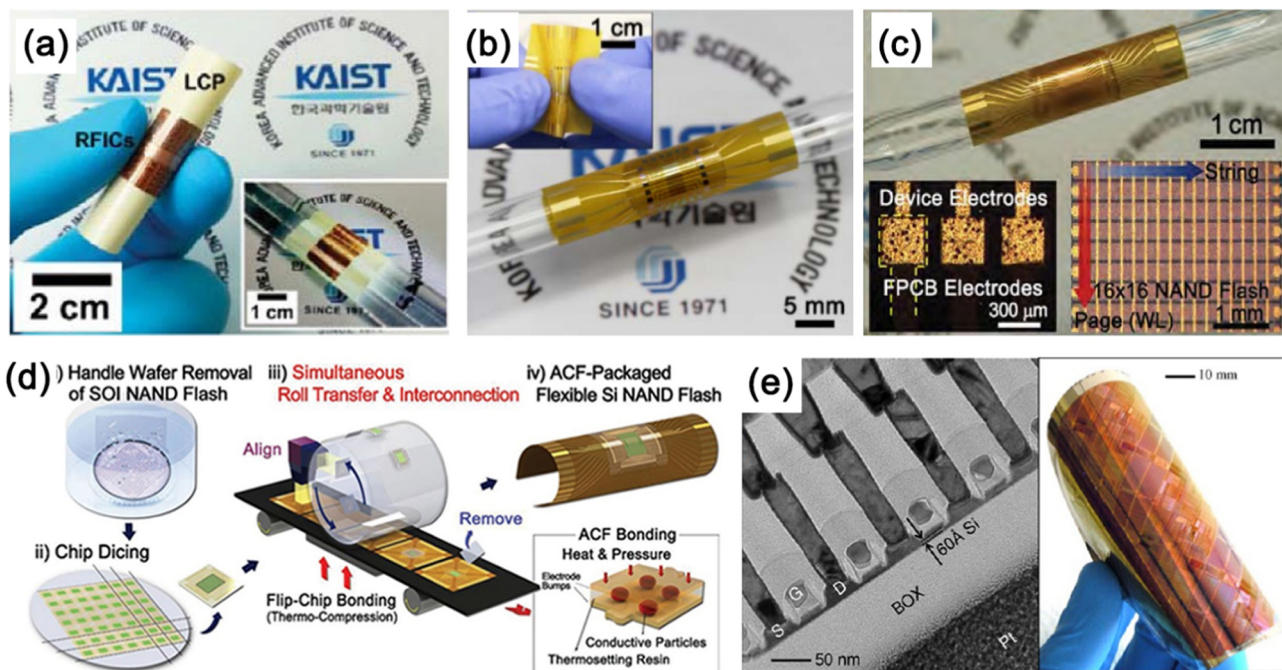 (a)
KOREA ADVANCED INSTITUTE OF SCIENCE AND TECHNOLOGY
KAIST
한국과학기술원
SINCE 1971
LCP
RFICs
2 cm
1 cm
(b)
1 cm
KAIST
SINCE 1971
5 mm
(c)
1 cm
Device Electrodes
FPCB Electrodes
300 μm
String
16x16 NAND Flash
Page (WL)
1 mm
(d)
) Handle Wafer Removal
of SOI NAND Flash
ii) Chip Dicing
iii) Simultaneous
Roll Transfer & Interconnection
Align
Remove
Flip-Chip Bonding
(Thermo-Compression)
iv) ACF-Packaged
Flexible Si NAND Flash
ACF Bonding
Heat & Pressure
Electrode
Bumps
Conductive Particles
Thermosetting Resin
(e)
60Å Si
S
G
D
BOX
Pt
50 nm
10 mm